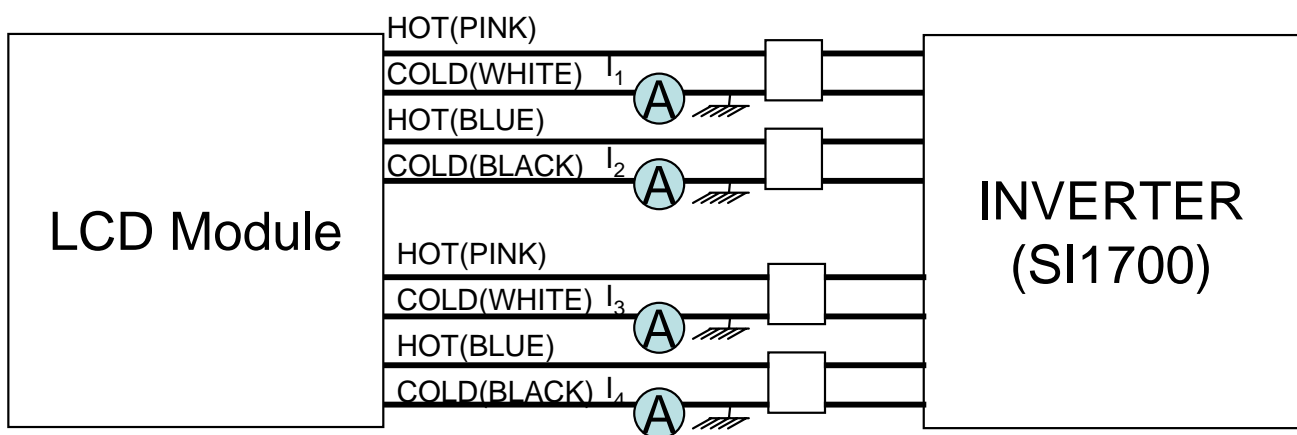 HOT(PINK)
COLD(WHITE) I1
A
HOT(BLUE)
COLD(BLACK) I2
A
LCD Module
INVERTER
(SI1700)
HOT(PINK)
COLD(WHITE) I3
A
HOT(BLUE)
COLD(BLACK) I4
A